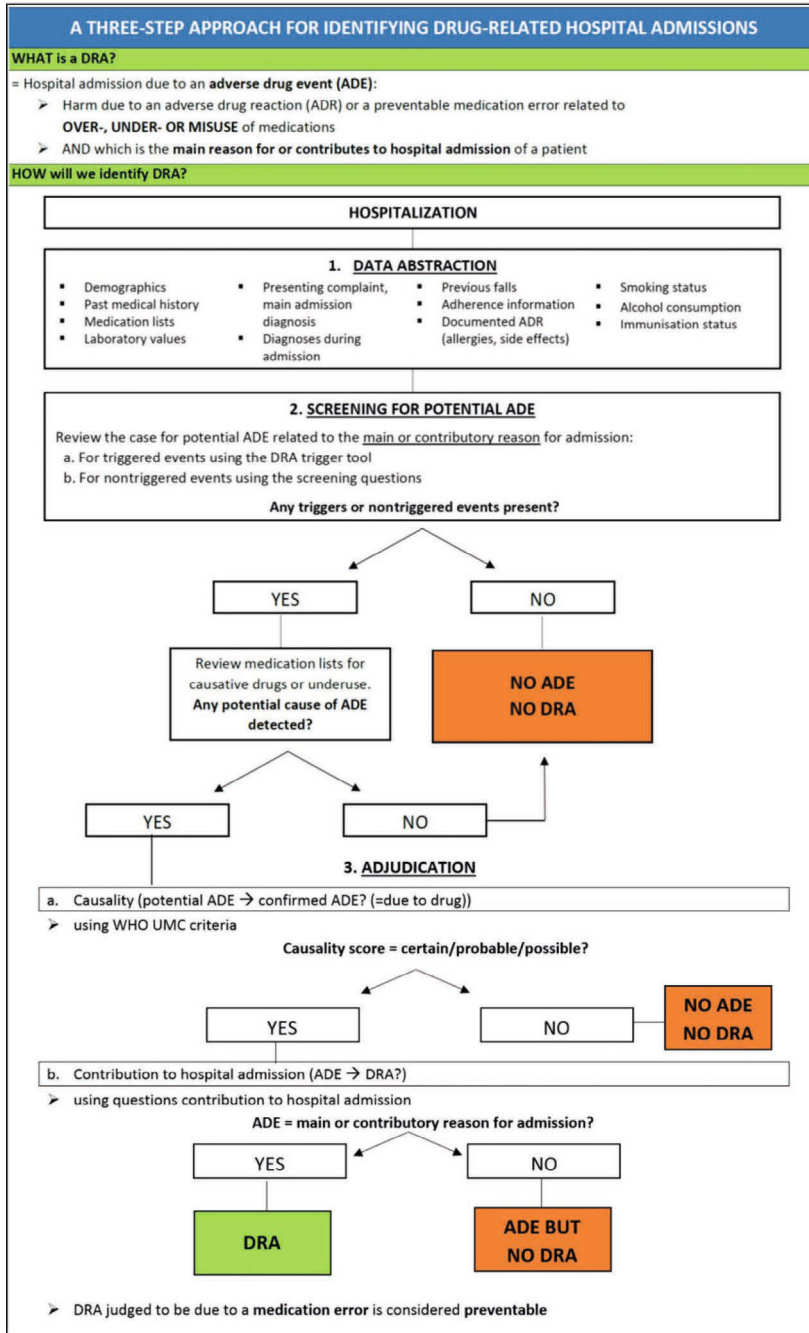 A THREE-STEP APPROACH FOR IDENTIFYING DRUG-RELATED HOSPITAL ADMISSIONS
WHAT is a DRA?
= Hospital admission due to an adverse drug event (ADE):
➢ Harm due to an adverse drug reaction (ADR) or a preventable medication error related to
OVER-, UNDER- OR MISUSE of medications
➢ AND which is the main reason for or contributes to hospital admission of a patient
HOW will we identify DRA?
HOSPITALIZATION
1. DATA ABSTRACTION
▪ Demographics
▪ Past medical history
▪ Medication lists
▪ Laboratory values
▪ Presenting complaint,
main admission
diagnosis
▪ Diagnoses during
admission
▪ Previous falls
▪ Adherence information
▪ Documented ADR
(allergies, side effects)
▪ Smoking status
▪ Alcohol consumption
▪ Immunisation status
2. SCREENING FOR POTENTIAL ADE
Review the case for potential ADE related to the main or contributory reason for admission:
a. For triggered events using the DRA trigger tool
b. For nontriggered events using the screening questions
Any triggers or nontriggered events present?
YES
NO
Review medication lists for
causative drugs or underuse.
Any potential cause of ADE
detected?
NO ADE
NO DRA
YES
NO
3. ADJUDICATION
a. Causality (potential ADE → confirmed ADE? (=due to drug))
➢ using WHO UMC criteria
Causality score = certain/probable/possible?
YES
NO
NO ADE
NO DRA
b. Contribution to hospital admission (ADE → DRA?)
➢ using questions contribution to hospital admission
ADE = main or contributory reason for admission?
YES
NO
DRA
ADE BUT
NO DRA
➢ DRA judged to be due to a medication error is considered preventable